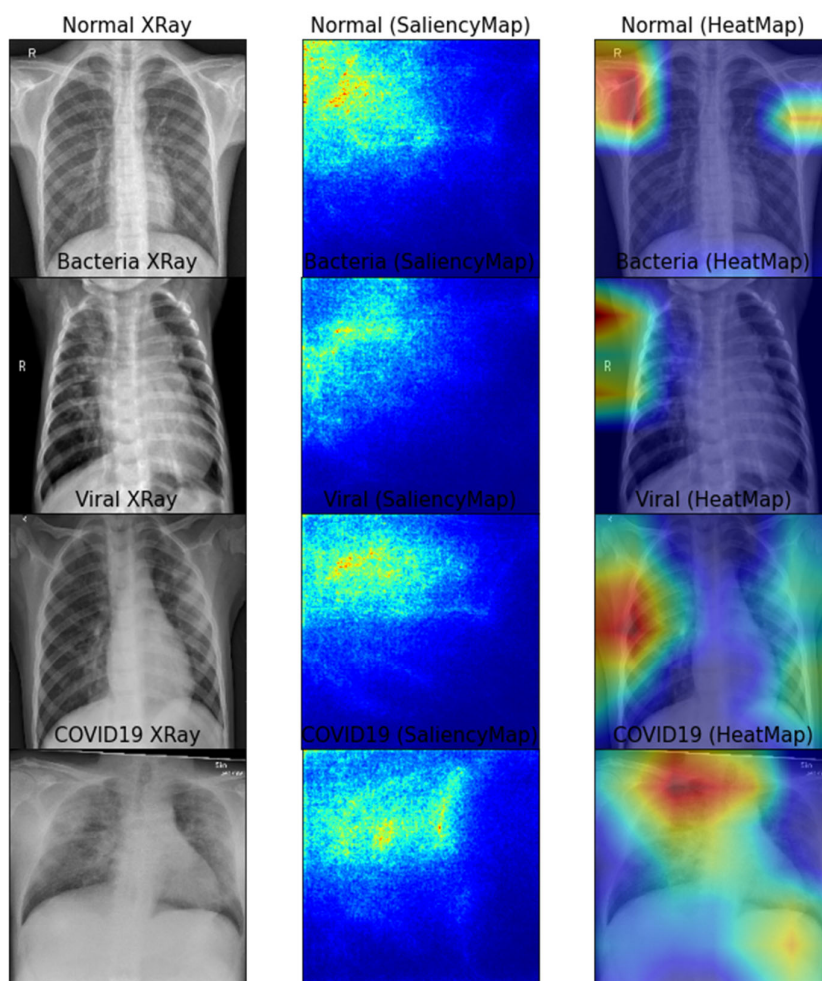 Normal XRay
Normal (SaliencyMap)
Normal (HeatMap)
R
R
Bacteria XRay
Bacteria (SaliencyMap)
Bacteria (HeatMap)
R
R
Viral XRay
Viral (SaliencyMap)
Viral (HeatMap)
COVID19 XRay
COVID19 (SaliencyMap)
COVID19 (HeatMap)